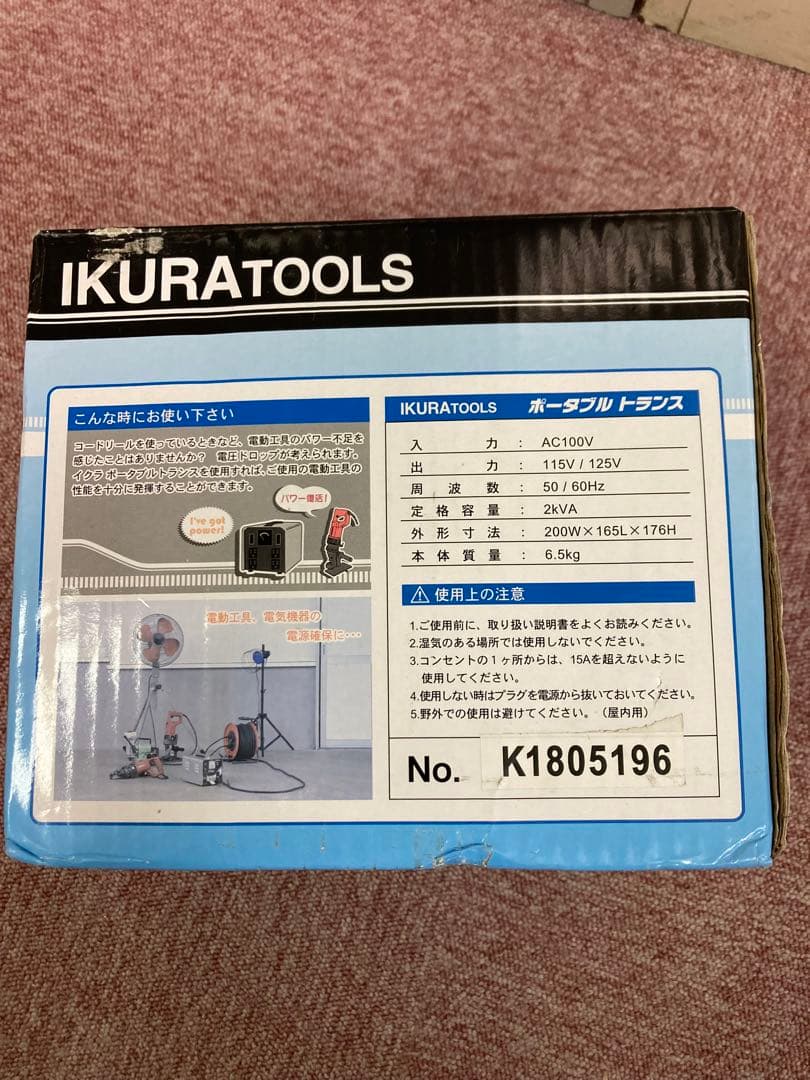 IKURATOOLS
こんな時にお使い下さい
コードリールを使っているときなど、電動工具のパワー不足を
感じたことはありませんか？ 電圧ドロップが考えられます。
イクラ ポータブルトランスを使用すれば、ご使用の電動工具の
性能を十分に発揮することができます。
パワー復活！
I've got
power!
電動工具、電気機器の
電源確保に…
IKURATOOLS ポータブル トランス
入力 : AC100V
出力 : 115V / 125V
周波数 : 50 / 60Hz
定格容量 : 2kVA
外形寸法 : 200W×165L×176H
本体質量 : 6.5kg
使用上の注意
1.ご使用前に、取り扱い説明書をよくお読みください。
2.湿気のある場所では使用しないでください。
3.コンセントの1ヶ所からは、15Aを超えないように
使用してください。
4.使用しない時はプラグを電源から抜いておいてください。
5.野外での使用は避けてください。（屋内用）
No. K1805196